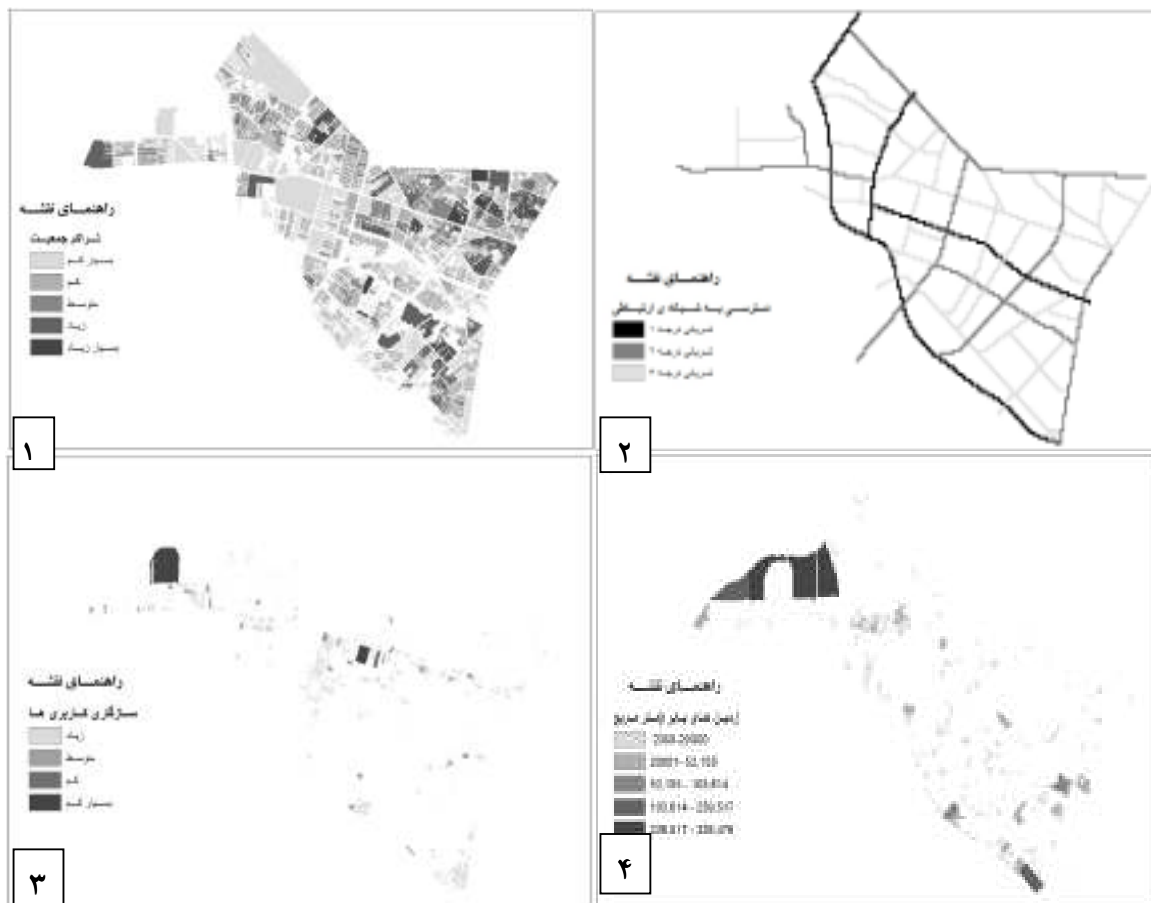 راهنمای نقشه
تراکم جمعیت
بسیار کم
کم
متوسط
زیاد
بسیار زیاد
۱
راهنمای نقشه
دسترسی به شبکه ی ارتباطی
شریانی درجه ۱
شریانی درجه ۲
شریانی درجه ۳
۲
راهنمای نقشه
سازگاری کاربری ها
زیاد
متوسط
کم
بسیار کم
۳
راهنمای نقشه
۴